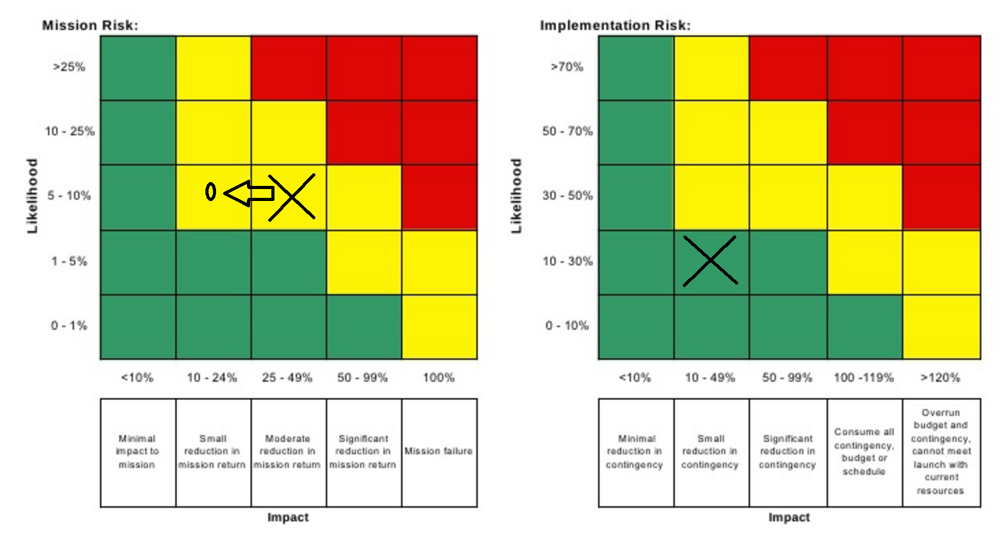 Mission Risk:
>25%
10 - 25%
5 - 10%
1 - 5%
0 - 1%
Likelihood
<10%
10 - 24%
25 - 49%
50 - 99%
100%
Minimal
impact to
mission
Small
reduction in
mission return
Moderate
reduction in
mission return
Significant
reduction in
mission return
Mission failure
Impact
Implementation Risk:
>70%
50 - 70%
30 - 50%
10 - 30%
0 - 10%
Likelihood
<10%
10 - 49%
50 - 99%
100 -119%
>120%
Minimal
reduction in
contingency
Small
reduction in
contingency
Significant
reduction in
contingency
Consume all
contingency,
budget or
schedule
Overrun
budget and
contingency,
cannot meet
launch with
current
resources
Impact